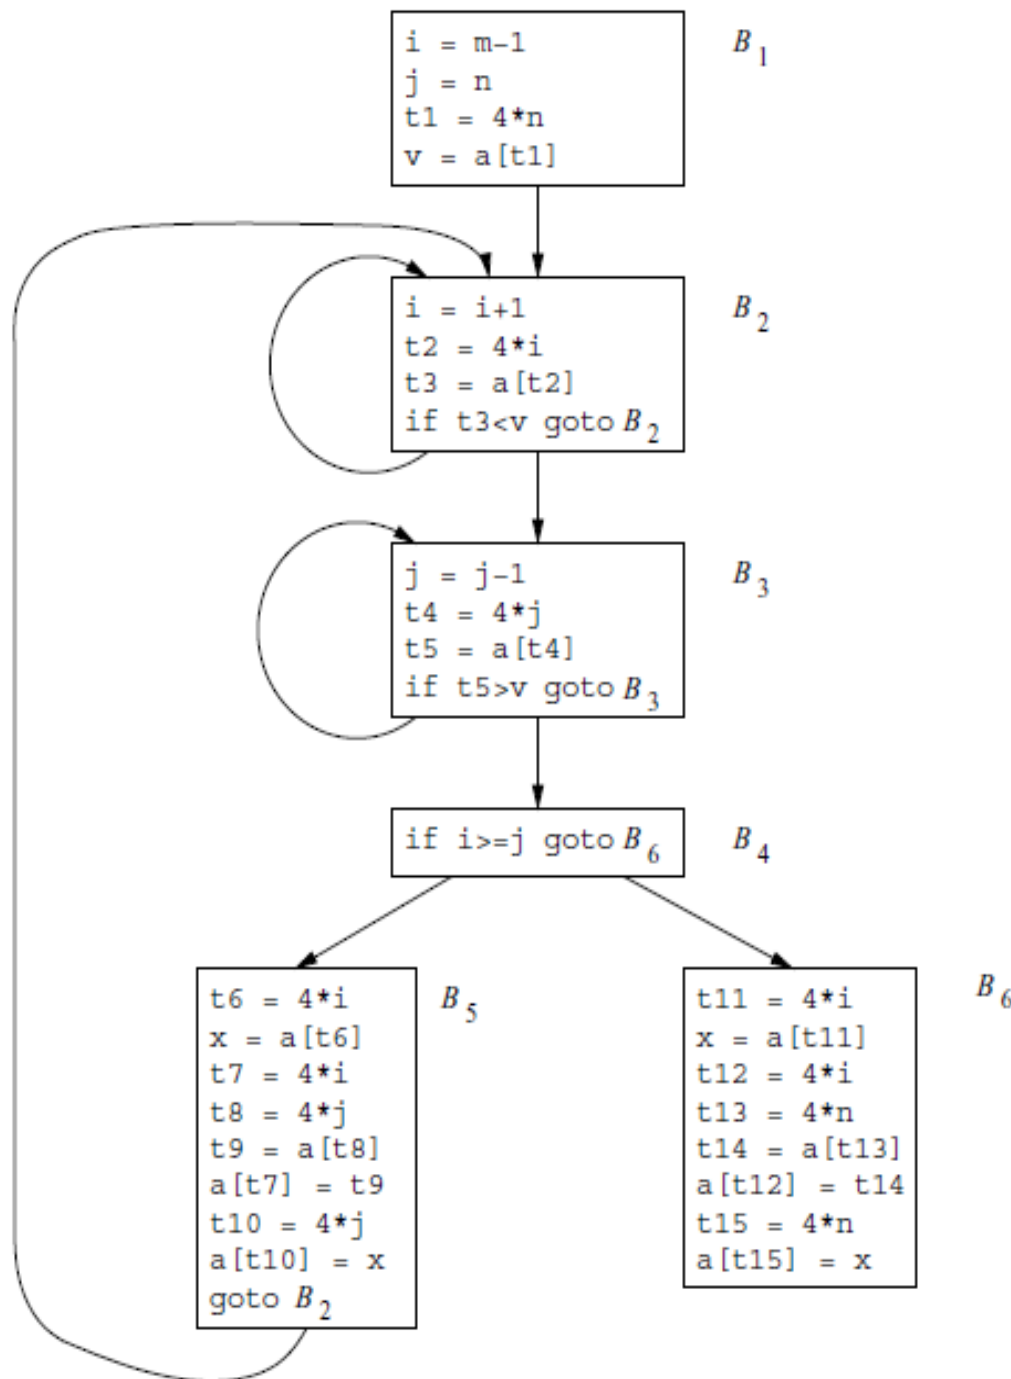 i = m-1
j = n
t1 = 4*n
v = a[t1]
B1
i = i+1
t2 = 4*i
t3 = a[t2]
if t3<v goto B2
B2
j = j-1
t4 = 4*j
t5 = a[t4]
if t5>v goto B3
B3
if i>=j goto B6
B4
t6 = 4*i
x = a[t6]
t7 = 4*i
t8 = 4*j
t9 = a[t8]
a[t7] = t9
t10 = 4*j
a[t10] = x
goto B2
B5
t11 = 4*i
x = a[t11]
t12 = 4*i
t13 = 4*n
t14 = a[t13]
a[t12] = t14
t15 = 4*n
a[t15] = x
B6